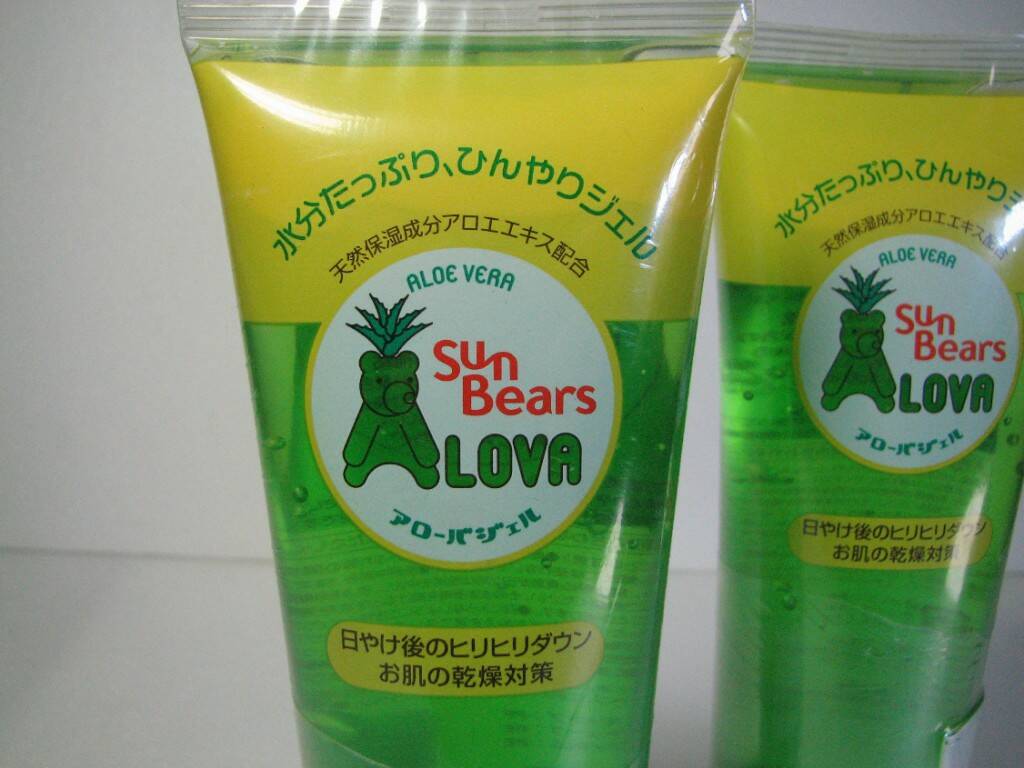 水分たっぷり、ひんやりジェル
天然保湿成分アロエエキス配合
ALOE VERA
Sun
Bears
ALOVA
アローバジェル
日やけ後のヒリヒリダウン
お肌の乾燥対策
水分たっぷり、ひんやりジェ
天然保湿成分アロエエキス配合
ALOE VERA
Sun
Bears
ALOVA
アローバジェル
日やけ後のヒリヒリダウン
お肌の乾燥対策